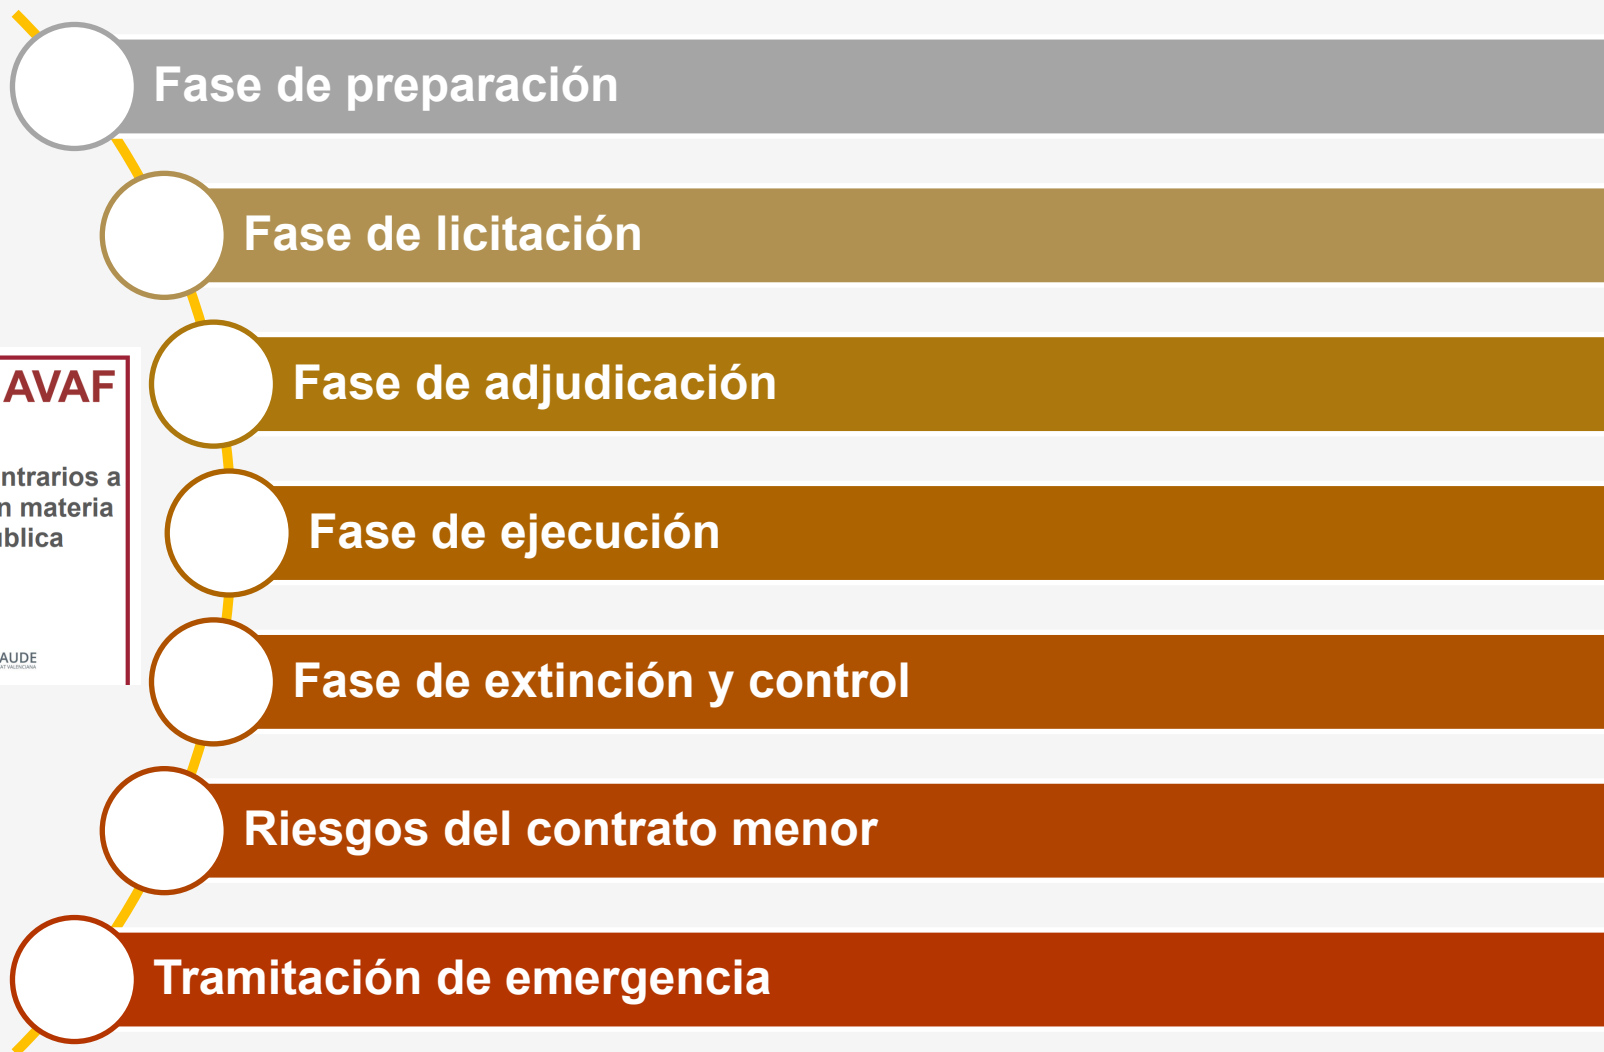 Fase de preparación
Fase de licitación
Fase de adjudicación
Fase de ejecución
Fase de extinción y control
Riesgos del contrato menor
Tramitación de emergencia
AVAF
ntrarios a
n materia
ública
AUDE